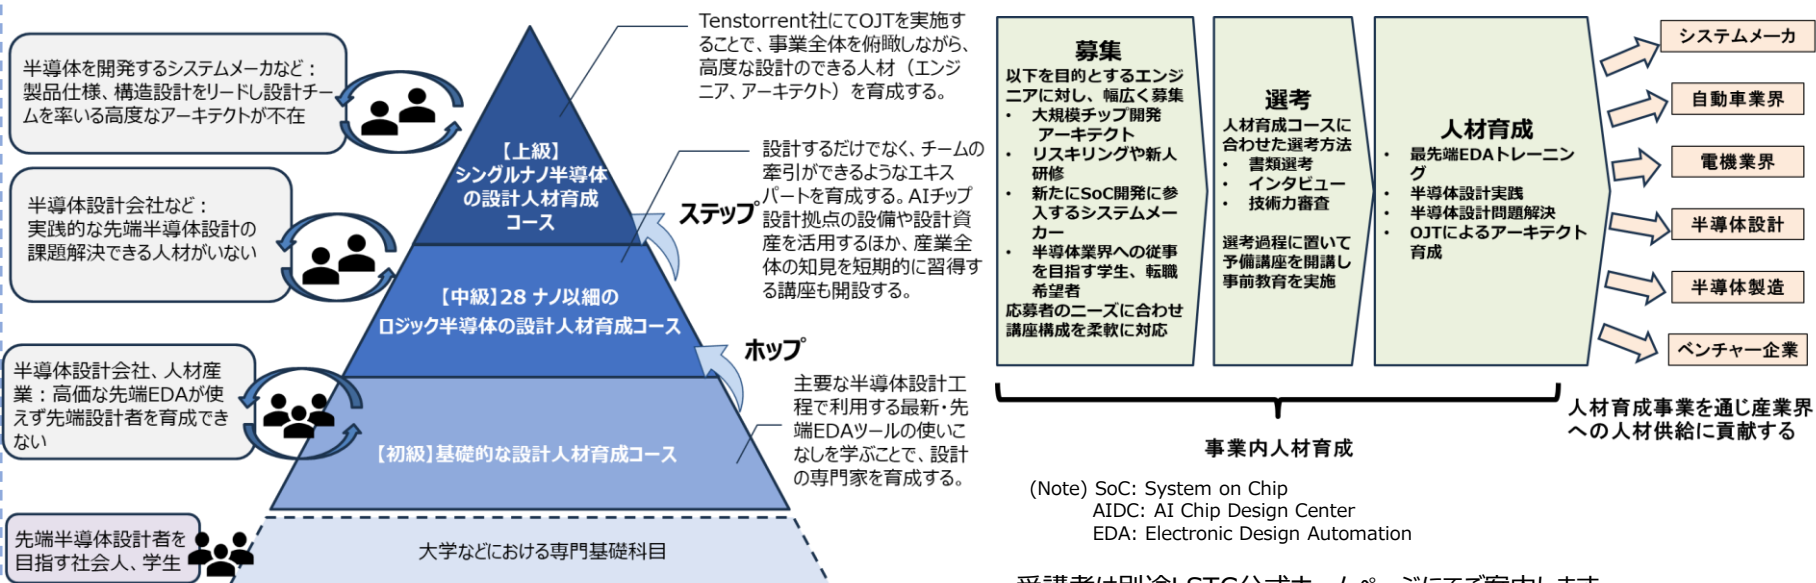 半導体を開発するシステムメーカなど：
製品仕様、構造設計をリードし設計チー
ムを率いる高度なアーキテクトが不在
半導体設計会社など：
実践的な先端半導体設計の
課題解決できる人材がいない
半導体設計会社、人材産
業：高価な先端EDAが使
えず先端設計者を育成でき
ない
先端半導体設計者を
目指す社会人、学生
【上級】
シングルナノ半導体
の設計人材育成
コース
【中級】28 ナノ以細の
ロジック半導体の設計人材育成コース
【初級】基礎的な設計人材育成コース
大学などにおける専門基礎科目
ステップ
ホップ
Tenstorrent社にてOJTを実施す
ることで、事業全体を俯瞰しながら、
高度な設計のできる人材（エンジ
ニア、アーキテクト）を育成する。
設計するだけでなく、チームの
牽引ができるようなエキス
パートを育成する。AIチップ
設計拠点の設備や設計資
産を活用するほか、産業全
体の知見を短期的に習得す
る講座も開設する。
主要な半導体設計工
程で利用する最新・先
端EDAツールの使いこ
なしを学ぶことで、設計
の専門家を育成する。
募集
以下を目的とするエンジ
ニアに対し、幅広く募集
・ 大規模チップ開発
アーキテクト
・ リスキリングや新人
研修
・ 新たにSoC開発に参
入するシステムメー
カー
・ 半導体業界への従事
を目指す学生、転職
希望者
応募者のニーズに合わせ
講座構成を柔軟に対応
選考
人材育成コースに
合わせた選考方法
・ 書類選考
・ インタビュー
・ 技術力審査
選考過程に置いて
予備講座を開講し
事前教育を実施
人材育成
・ 最先端EDAトレーニン
グ
・ 半導体設計実践
・ 半導体設計問題解決
・ OJTによるアーキテクト
育成
システムメーカ
自動車業界
電機業界
半導体設計
半導体製造
ベンチャー企業
事業内人材育成
人材育成事業を通じ産業界
への人材供給に貢献する
(Note) SoC: System on Chip
AIDC: AI Chip Design Center
EDA: Electronic Design Automation
受講者は別途LSTC公式ホームページにてご案内します